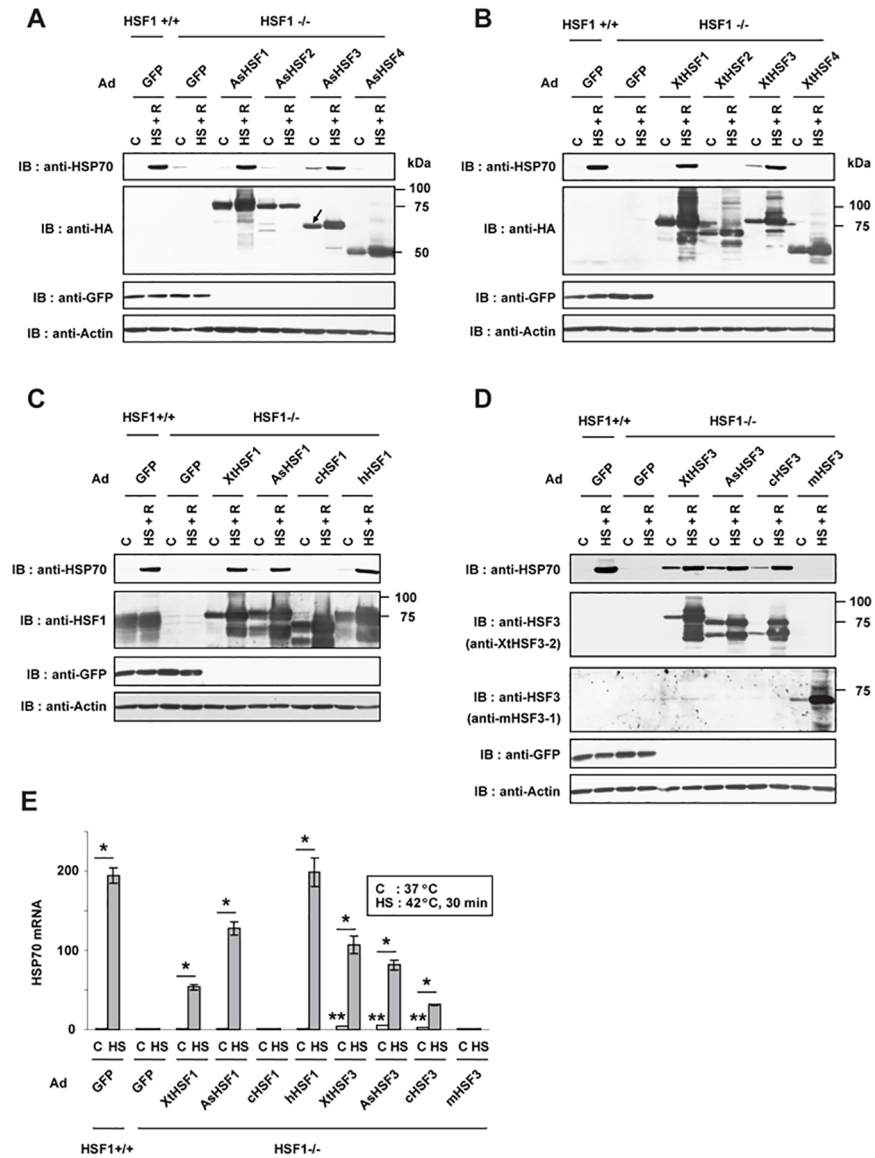 A
HSF1 +/+ HSF1 -/-
Ad GFP GFP AsHSF1 AsHSF2 AsHSF3 AsHSF4
C HS + R C HS + R C HS + R C HS + R C HS + R C HS + R
IB : anti-HSP70 kDa
100
IB : anti-HA 75
50
IB : anti-GFP
IB : anti-Actin
B
HSF1 +/+ HSF1 -/-
Ad GFP GFP XtHSF1 XtHSF2 XtHSF3 XtHSF4
C HS + R C HS + R C HS + R C HS + R C HS + R C HS + R
IB : anti-HSP70 kDa
100
IB : anti-HA 75
50
IB : anti-GFP
IB : anti-Actin
C
HSF1+/+ HSF1-/-
Ad GFP GFP XtHSF1 AsHSF1 cHSF1 hHSF1
C HS + R C HS + R C HS + R C HS + R C HS + R C HS + R
IB : anti-HSP70
100
IB : anti-HSF1 75
IB : anti-GFP
IB : anti-Actin
D
HSF1+/+ HSF1-/-
Ad GFP GFP XtHSF3 AsHSF3 cHSF3 mHSF3
C HS + R C HS + R C HS + R C HS + R C HS + R C HS + R
IB : anti-HSP70
100
IB : anti-HSF3 75
(anti-XtHSF3-2)
IB : anti-HSF3 75
(anti-mHSF3-1)
IB : anti-GFP
IB : anti-Actin
E
HSP70 mRNA
200
100
0
* * * * * * *
** ** **
C : 37 °C
HS : 42°C, 30 min
C HS C HS C HS C HS C HS C HS C HS C HS C HS C HS
Ad GFP GFP XtHSF1 AsHSF1 cHSF1 hHSF1 XtHSF3 AsHSF3 cHSF3 mHSF3
HSF1+/+ HSF1-/-